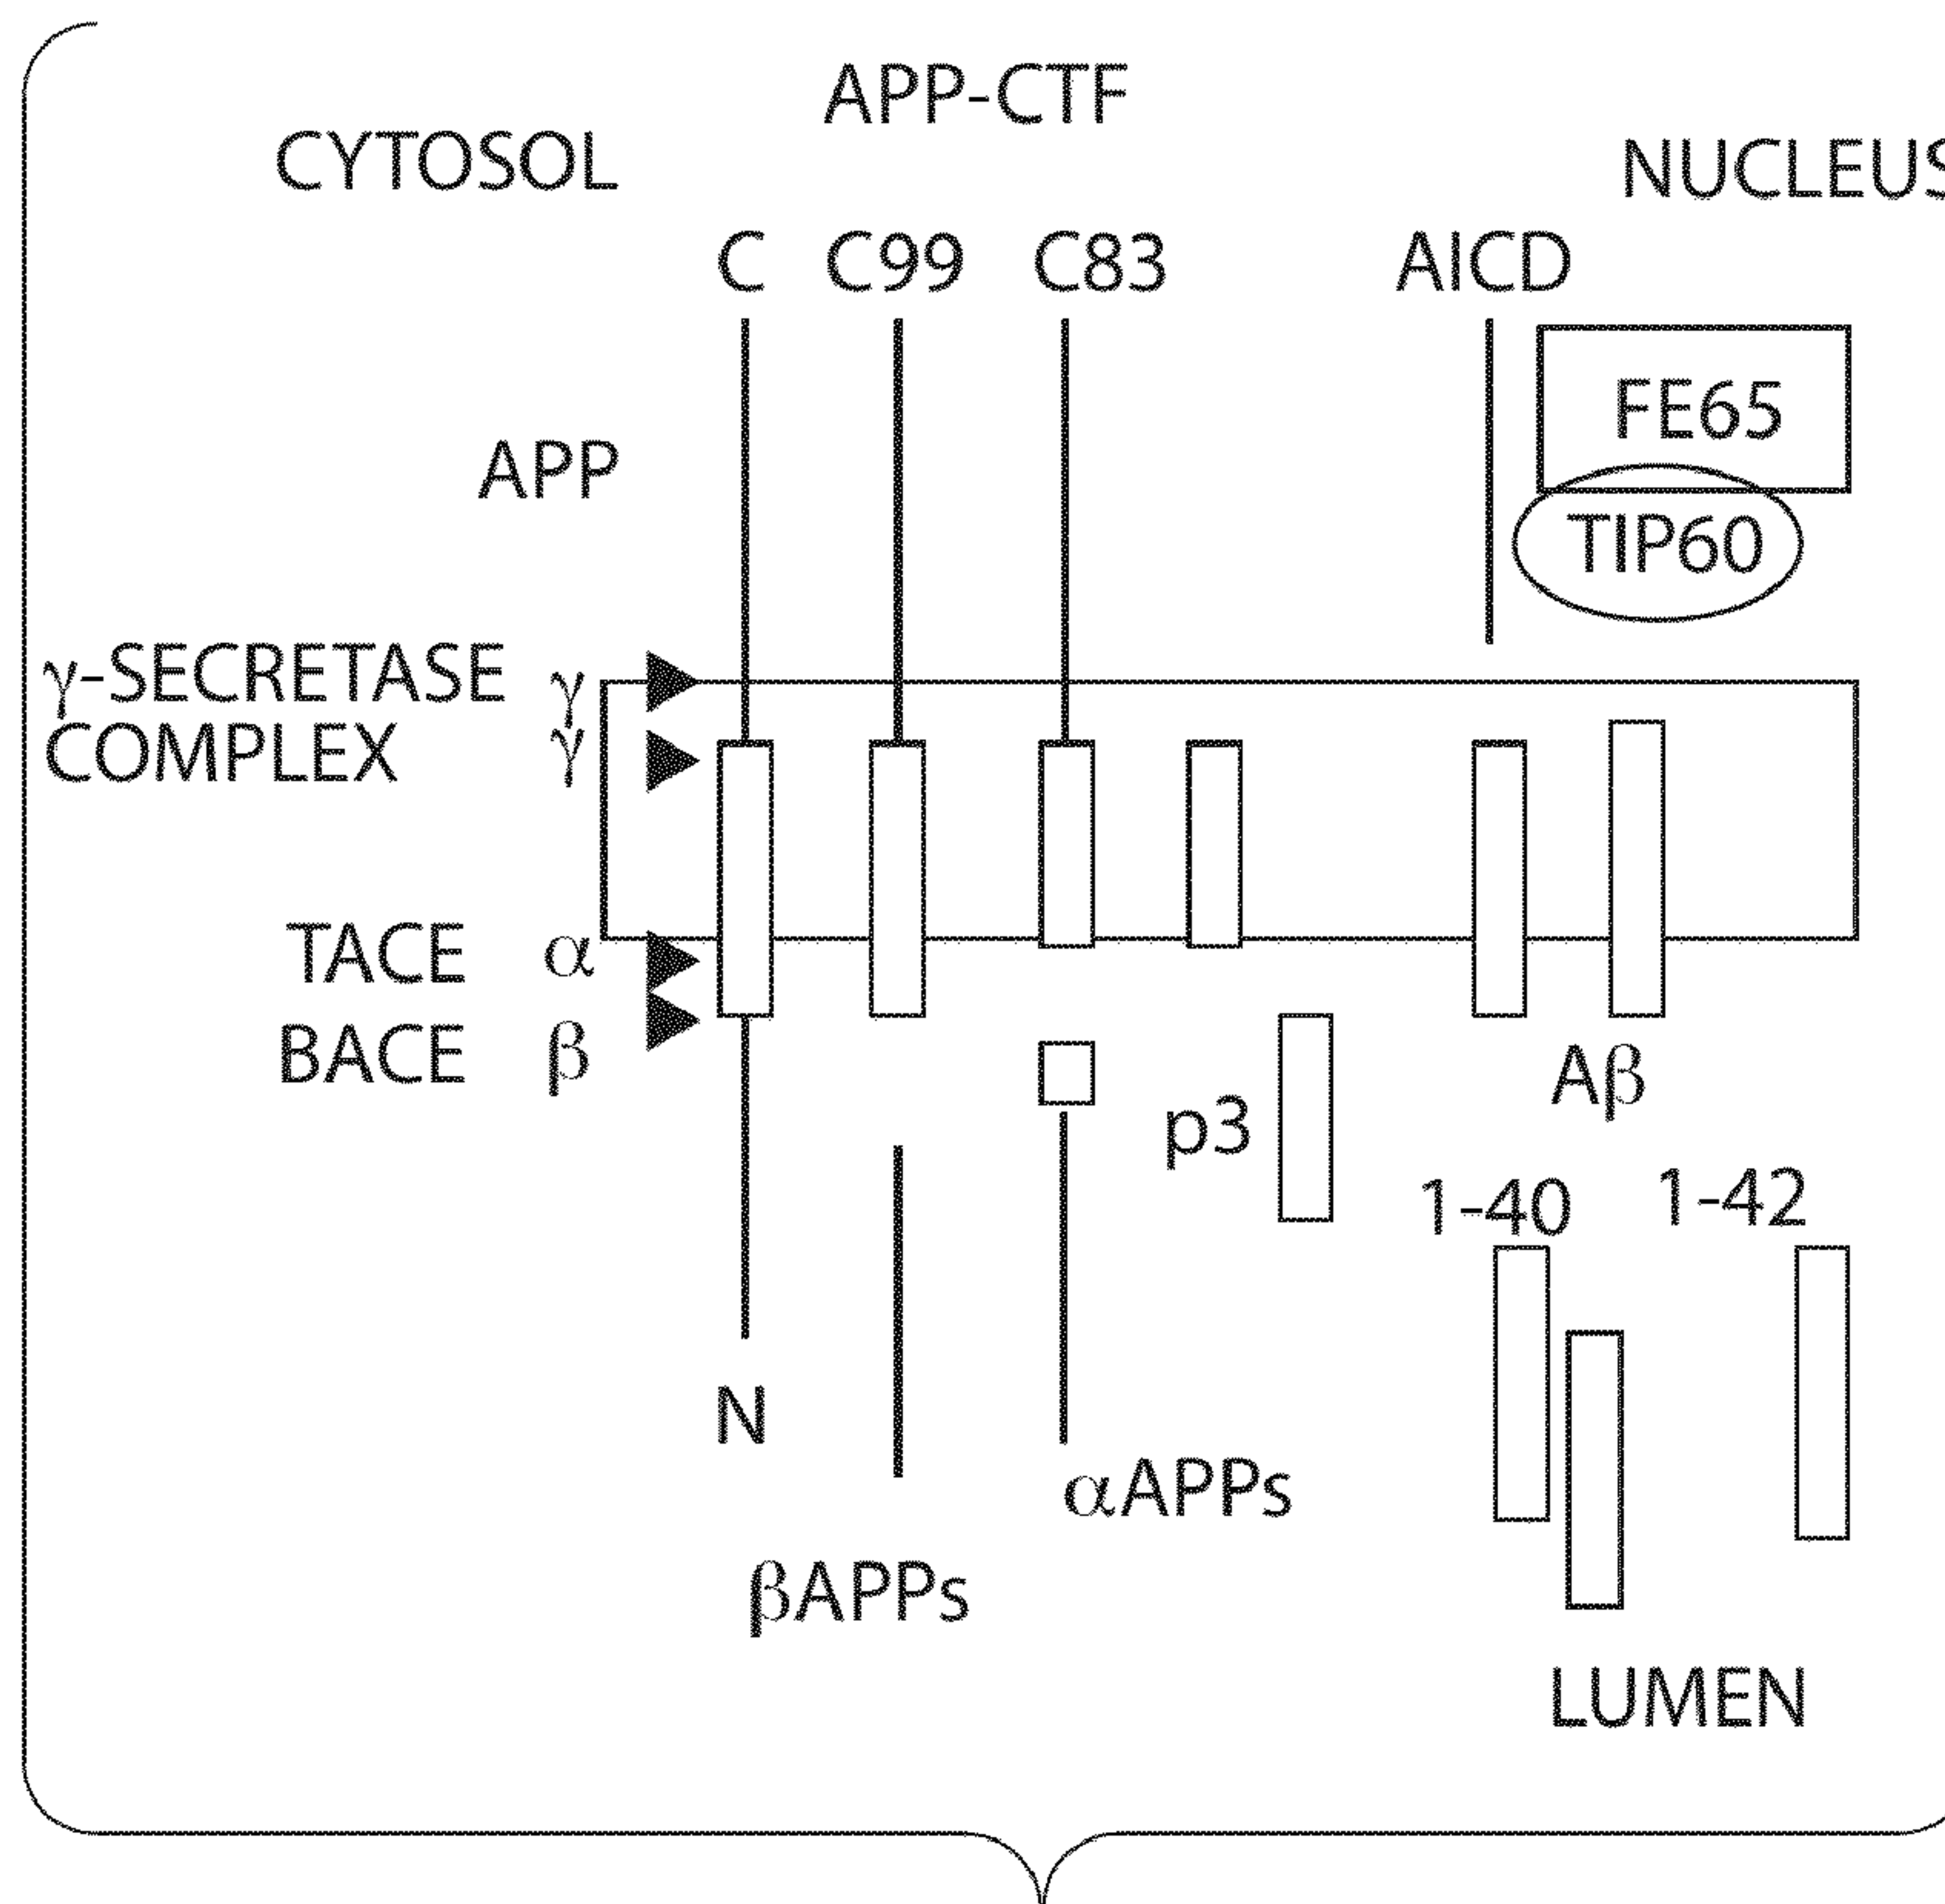 APP-CTF
CYTOSOL
NUCLEUS
C C99 C83 AICD
FE65
APP
TIP60
γ-SECRETASE γ
COMPLEX γ
TACE α
BACE β
Aβ
p3
1-40 1-42
N
αAPPs
βAPPs
LUMEN